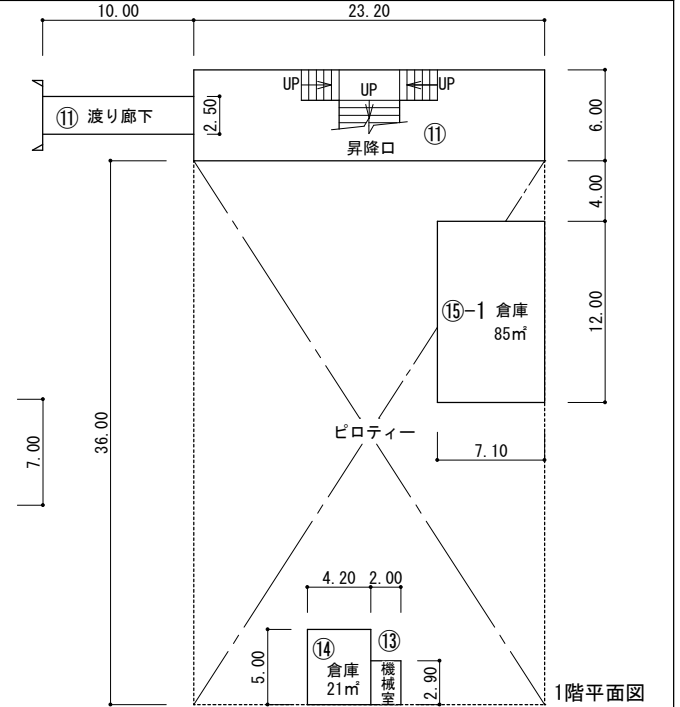 10.00
23.20
UP
UP
UP
⑪ 渡り廊下
2.50
⑪
昇降口
6.00
4.00
⑮-1 倉庫
85㎡
12.00
36.00
7.00
ピロティー
7.10
4.20
2.00
⑬
⑭
倉庫
21㎡
機械室
5.00
2.90
1階平面図